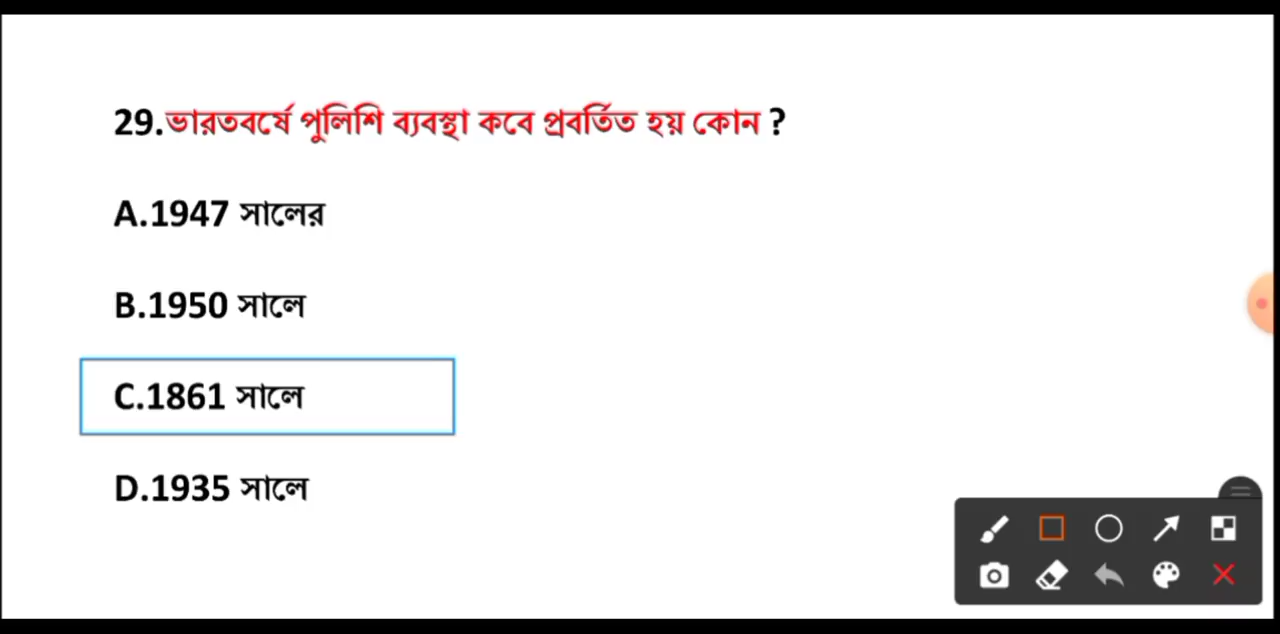 29.ভারতবর্ষে পুলিশি ব্যবস্থা কবে প্রবর্তিত হয় কোন ?
A.1947 সালের
B.1950 সালে
C.1861 সালে
D.1935 সালে